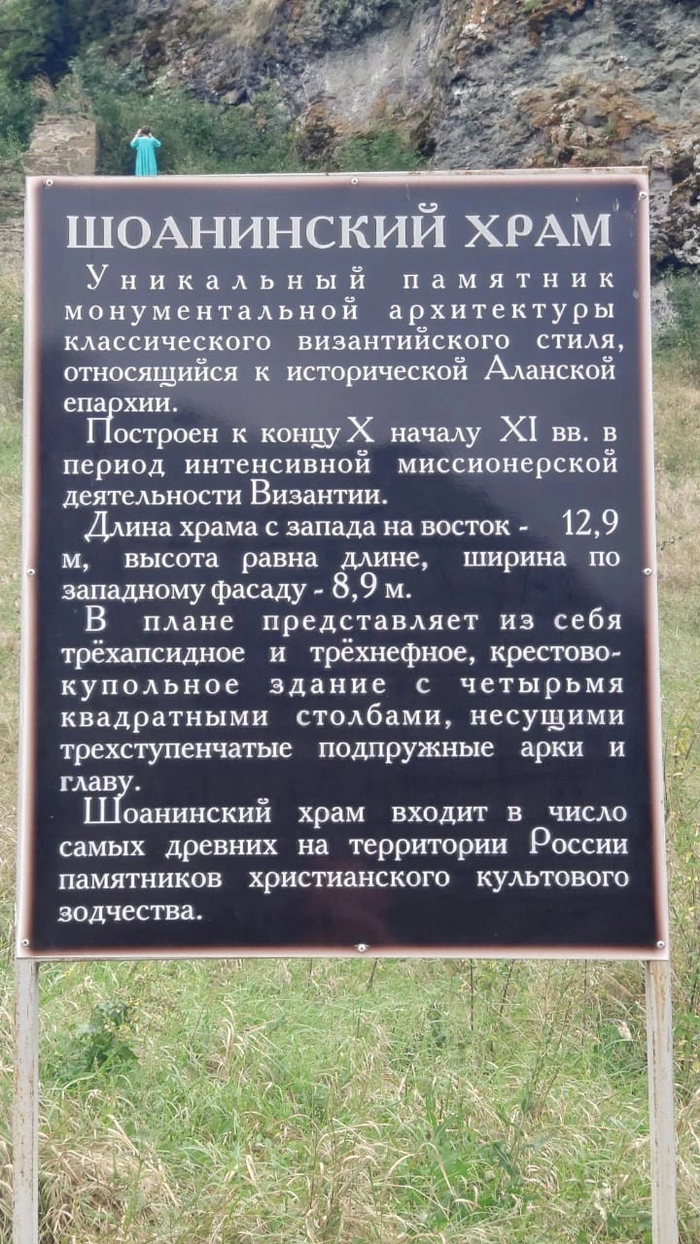 ШОАНИНСКИЙ ХРАМ
Уникальный памятник
монументальной архитектуры
классического византийского стиля,
относящийся к исторической Аланской
епархии.
Построен к концу X началу XI вв. в
период интенсивной миссионерской
деятельности Византии.
Длина храма с запада на восток - 12,9
м, высота равна длине, ширина по
западному фасаду - 8,9 м.
В плане представляет из себя
трёхапсидное и трёхнефное, крестово-
купольное здание с четырьмя
квадратными столбами, несущими
трехступенчатые подпружные арки и
главу.
Шоанинский храм входит в число
самых древних на территории России
памятников христианского культового
зодчества.